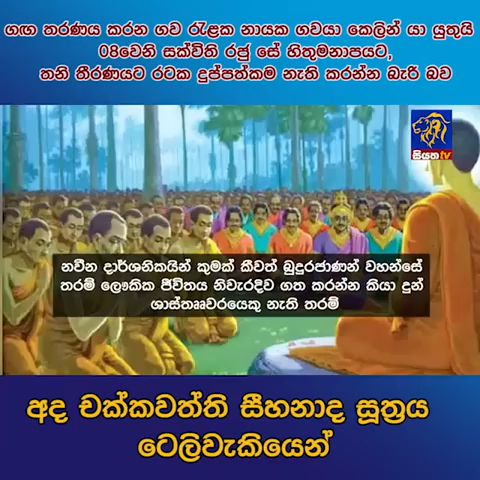 ගඟ තරණය කරන ගව රැළක නායක ගවයා කෙලින් යා යුතුයි
08වෙනි සක්විති රජු සේ හිතුමනාපයට,
තනි තීරණයට රටක දුප්පත්කම නැති කරන්න බැරි බව
සියත tv
නවීන දාර්ශනිකයින් කුමක් කීවත් බුදුරජාණන් වහන්සේ
තරම් ලෞකික ජීවිතය නිවැරදිව ගත කරන්න කියා දුන්
ශාස්තෲවරයෙකු නැති තරම්
අද චක්කවත්ති සීහනාද සූත්‍රය
ටෙලිවැකියෙන්